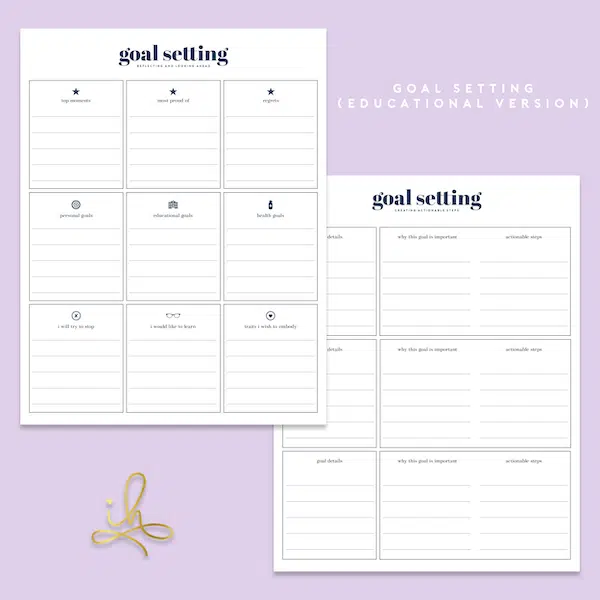 goal setting
REFLECTING AND LOOKING AHEAD
top moments
most proud of
regrets
personal goals
educational goals
health goals
i will try to stop
i would like to learn
traits i wish to embody
GOAL SETTING
(EDUCATIONAL VERSION)
goal setting
CREATING ACTIONABLE STEPS
details
why this goal is important
actionable steps
details
why this goal is important
actionable steps
goal details
why this goal is important
actionable steps
ih